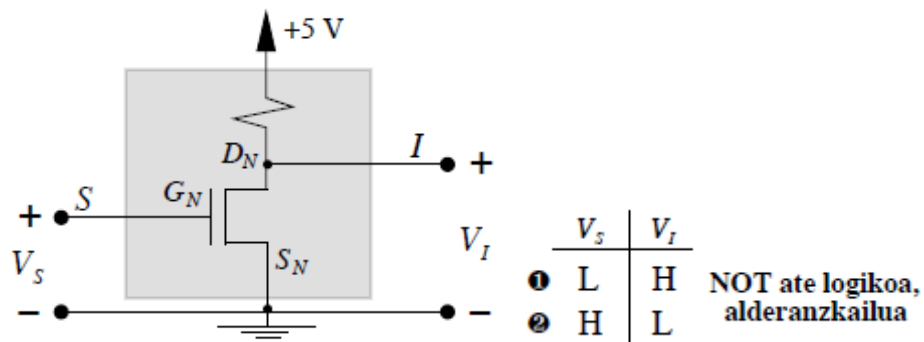 +5 V
D_N
I
+
G_N
S
+
V_S
S_N
V_I
−
−
V_S V_I
❶ L H
❷ H L
NOT ate logikoa,
alderanzkailua